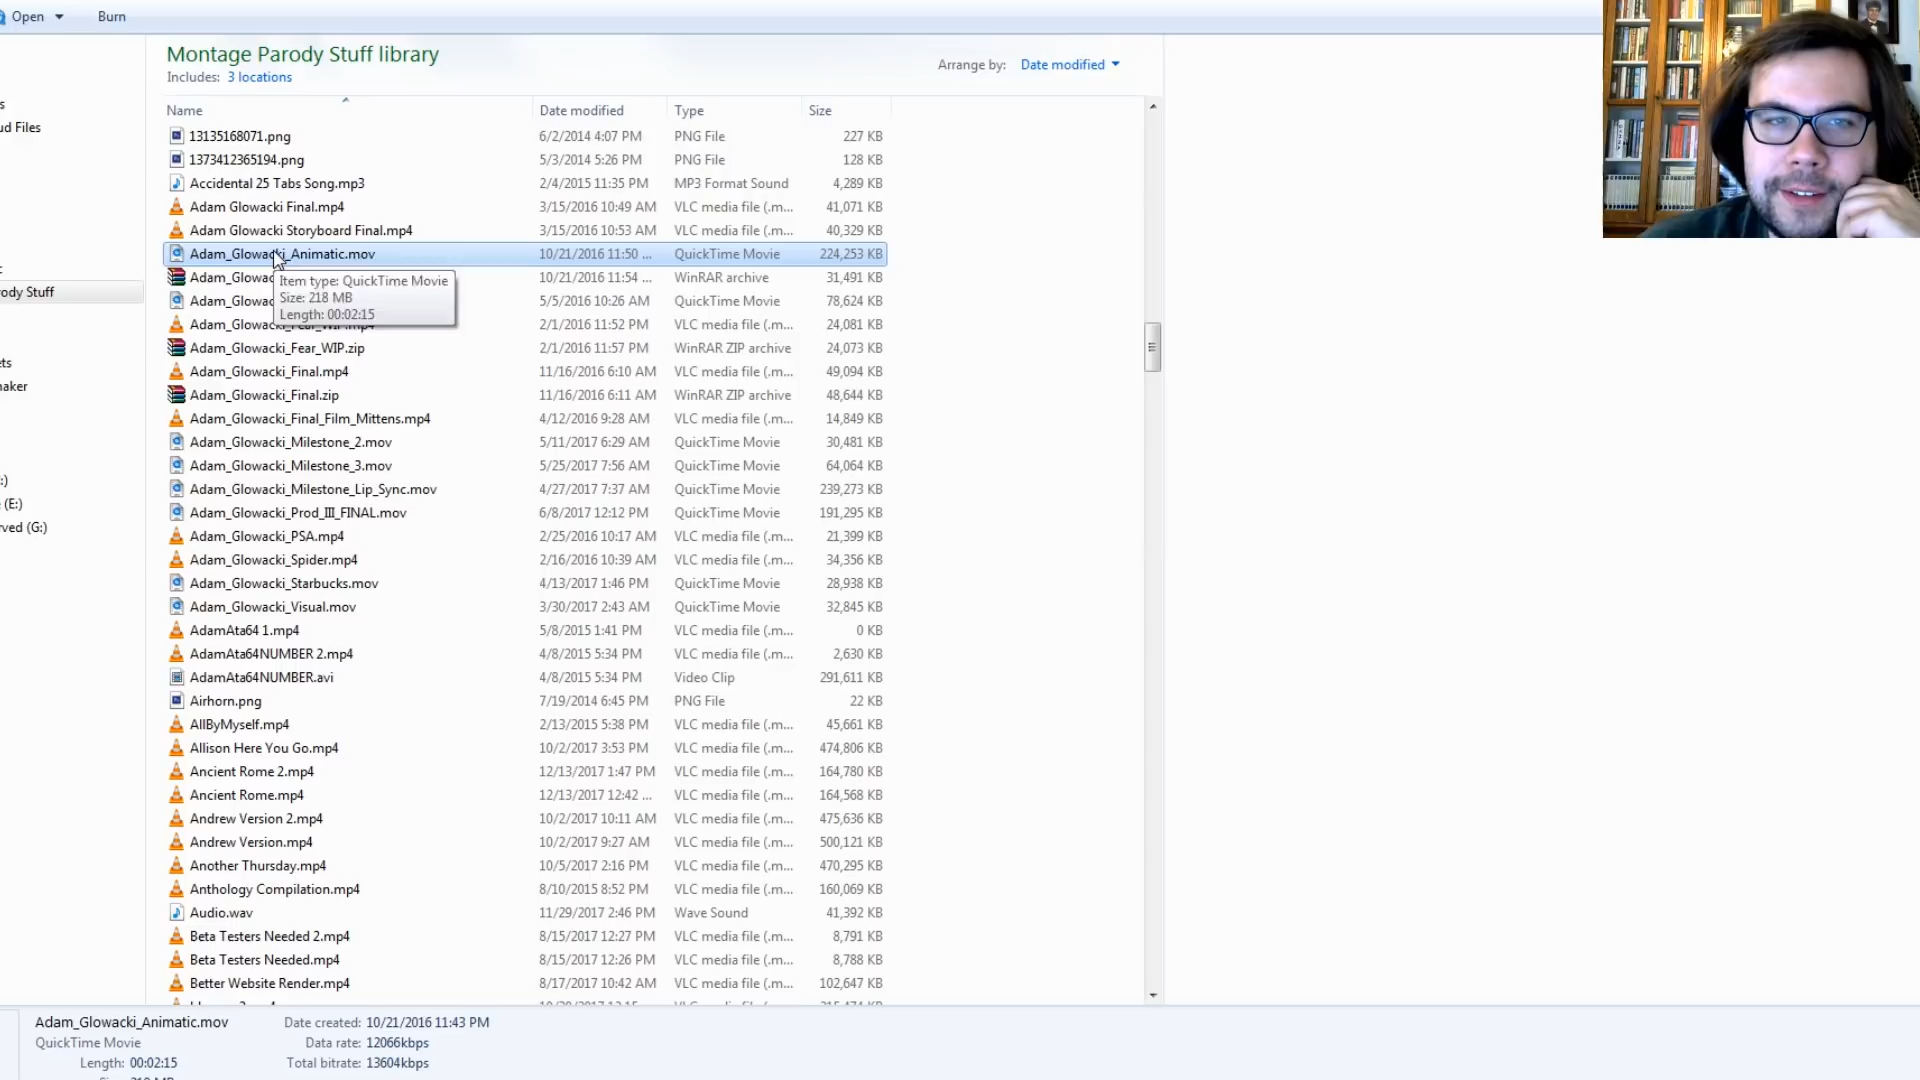 Open Burn
Montage Parody Stuff library
Includes: 3 locations
Arrange by: Date modified
Name Date modified Type Size
ud Files
ody Stuff
ets
naker
:)
(E:)
rved (G:)
13135168071.png 6/2/2014 4:07 PM PNG File 227 KB
1373412365194.png 5/3/2014 5:26 PM PNG File 128 KB
Accidental 25 Tabs Song.mp3 2/4/2015 11:35 PM MP3 Format Sound 4,289 KB
Adam Glowacki Final.mp4 3/15/2016 10:49 AM VLC media file (.m... 41,071 KB
Adam Glowacki Storyboard Final.mp4 3/15/2016 10:53 AM VLC media file (.m... 40,329 KB
Adam_Glowacki_Animatic.mov 10/21/2016 11:50 ... QuickTime Movie 224,253 KB
Adam_Glowac 10/21/2016 11:54 ... WinRAR archive 31,491 KB
Adam_Glowac 5/5/2016 10:26 AM QuickTime Movie 78,624 KB
Adam_Glowacki_Fear_WIP.mp4 2/1/2016 11:52 PM VLC media file (.m... 24,081 KB
Item type: QuickTime Movie
Size: 218 MB
Length: 00:02:15
Adam_Glowacki_Fear_WIP.zip 2/1/2016 11:57 PM WinRAR ZIP archive 24,073 KB
Adam_Glowacki_Final.mp4 11/16/2016 6:10 AM VLC media file (.m... 49,094 KB
Adam_Glowacki_Final.zip 11/16/2016 6:11 AM WinRAR ZIP archive 48,644 KB
Adam_Glowacki_Final_Film_Mittens.mp4 4/12/2016 9:28 AM VLC media file (.m... 14,849 KB
Adam_Glowacki_Milestone_2.mov 5/11/2017 6:29 AM QuickTime Movie 30,481 KB
Adam_Glowacki_Milestone_3.mov 5/25/2017 7:56 AM QuickTime Movie 64,064 KB
Adam_Glowacki_Milestone_Lip_Sync.mov 4/27/2017 7:37 AM QuickTime Movie 239,273 KB
Adam_Glowacki_Prod_III_FINAL.mov 6/8/2017 12:12 PM QuickTime Movie 191,295 KB
Adam_Glowacki_PSA.mp4 2/25/2016 10:17 AM VLC media file (.m... 21,399 KB
Adam_Glowacki_Spider.mp4 2/16/2016 10:39 AM VLC media file (.m... 34,356 KB
Adam_Glowacki_Starbucks.mov 4/13/2017 1:46 PM QuickTime Movie 28,938 KB
Adam_Glowacki_Visual.mov 3/30/2017 2:43 AM QuickTime Movie 32,845 KB
AdamAta64 1.mp4 5/8/2015 1:41 PM VLC media file (.m... 0 KB
AdamAta64NUMBER 2.mp4 4/8/2015 5:34 PM VLC media file (.m... 2,630 KB
AdamAta64NUMBER.avi 4/8/2015 5:34 PM Video Clip 291,611 KB
Airhorn.png 7/19/2014 6:45 PM PNG File 22 KB
AllByMyself.mp4 2/13/2015 5:38 PM VLC media file (.m... 45,661 KB
Allison Here You Go.mp4 10/2/2017 3:53 PM VLC media file (.m... 474,806 KB
Ancient Rome 2.mp4 12/13/2017 1:47 PM VLC media file (.m... 164,780 KB
Ancient Rome.mp4 12/13/2017 12:42 ... VLC media file (.m... 164,568 KB
Andrew Version 2.mp4 10/2/2017 10:11 AM VLC media file (.m... 475,636 KB
Andrew Version.mp4 10/2/2017 9:27 AM VLC media file (.m... 500,121 KB
Another Thursday.mp4 10/5/2017 2:16 PM VLC media file (.m... 470,295 KB
Anthology Compilation.mp4 8/10/2015 8:52 PM VLC media file (.m... 160,069 KB
Audio.wav 11/29/2017 2:46 PM Wave Sound 41,392 KB
Beta Testers Needed 2.mp4 8/15/2017 12:27 PM VLC media file (.m... 8,791 KB
Beta Testers Needed.mp4 8/15/2017 12:26 PM VLC media file (.m... 8,788 KB
Better Website Render.mp4 8/17/2017 10:42 AM VLC media file (.m... 102,647 KB
Adam_Glowacki_Animatic.mov Date created: 10/21/2016 11:43 PM
QuickTime Movie Data rate: 12066kbps
Length: 00:02:15 Total bitrate: 13604kbps